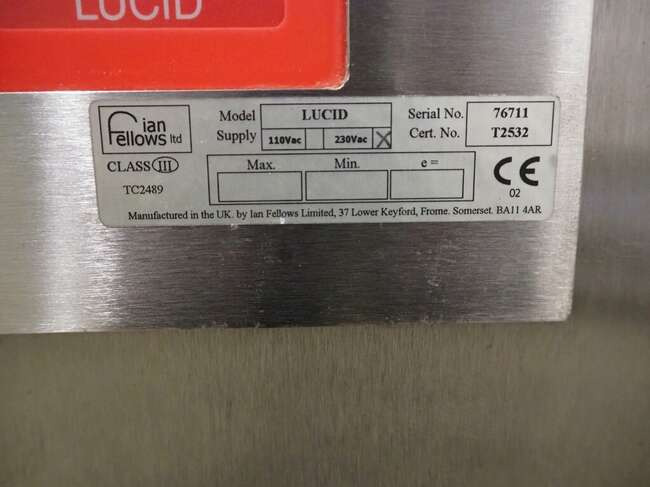 LUCID
ian
Fellows ltd
Model LUCID
Supply 110Vac 230Vac X
Serial No. 76711
Cert. No. T2532
CLASS III
TC2489
Max. Min. e =
CE
02
Manufactured in the UK. by Ian Fellows Limited, 37 Lower Keyford, Frome. Somerset. BA11 4AR